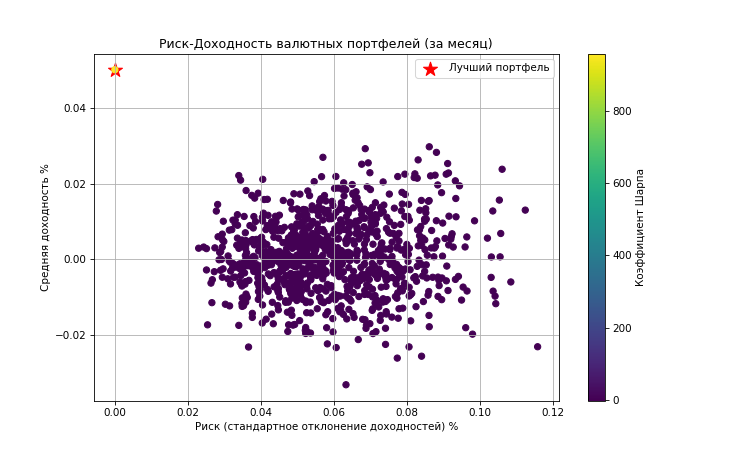 Риск-Доходность валютных портфелей (за месяц)
Лучший портфель
Средняя доходность %
0.04
0.02
0.00
−0.02
0.00 0.02 0.04 0.06 0.08 0.10 0.12
Риск (стандартное отклонение доходностей) %
800
600
400
200
0
Коэффициент Шарпа